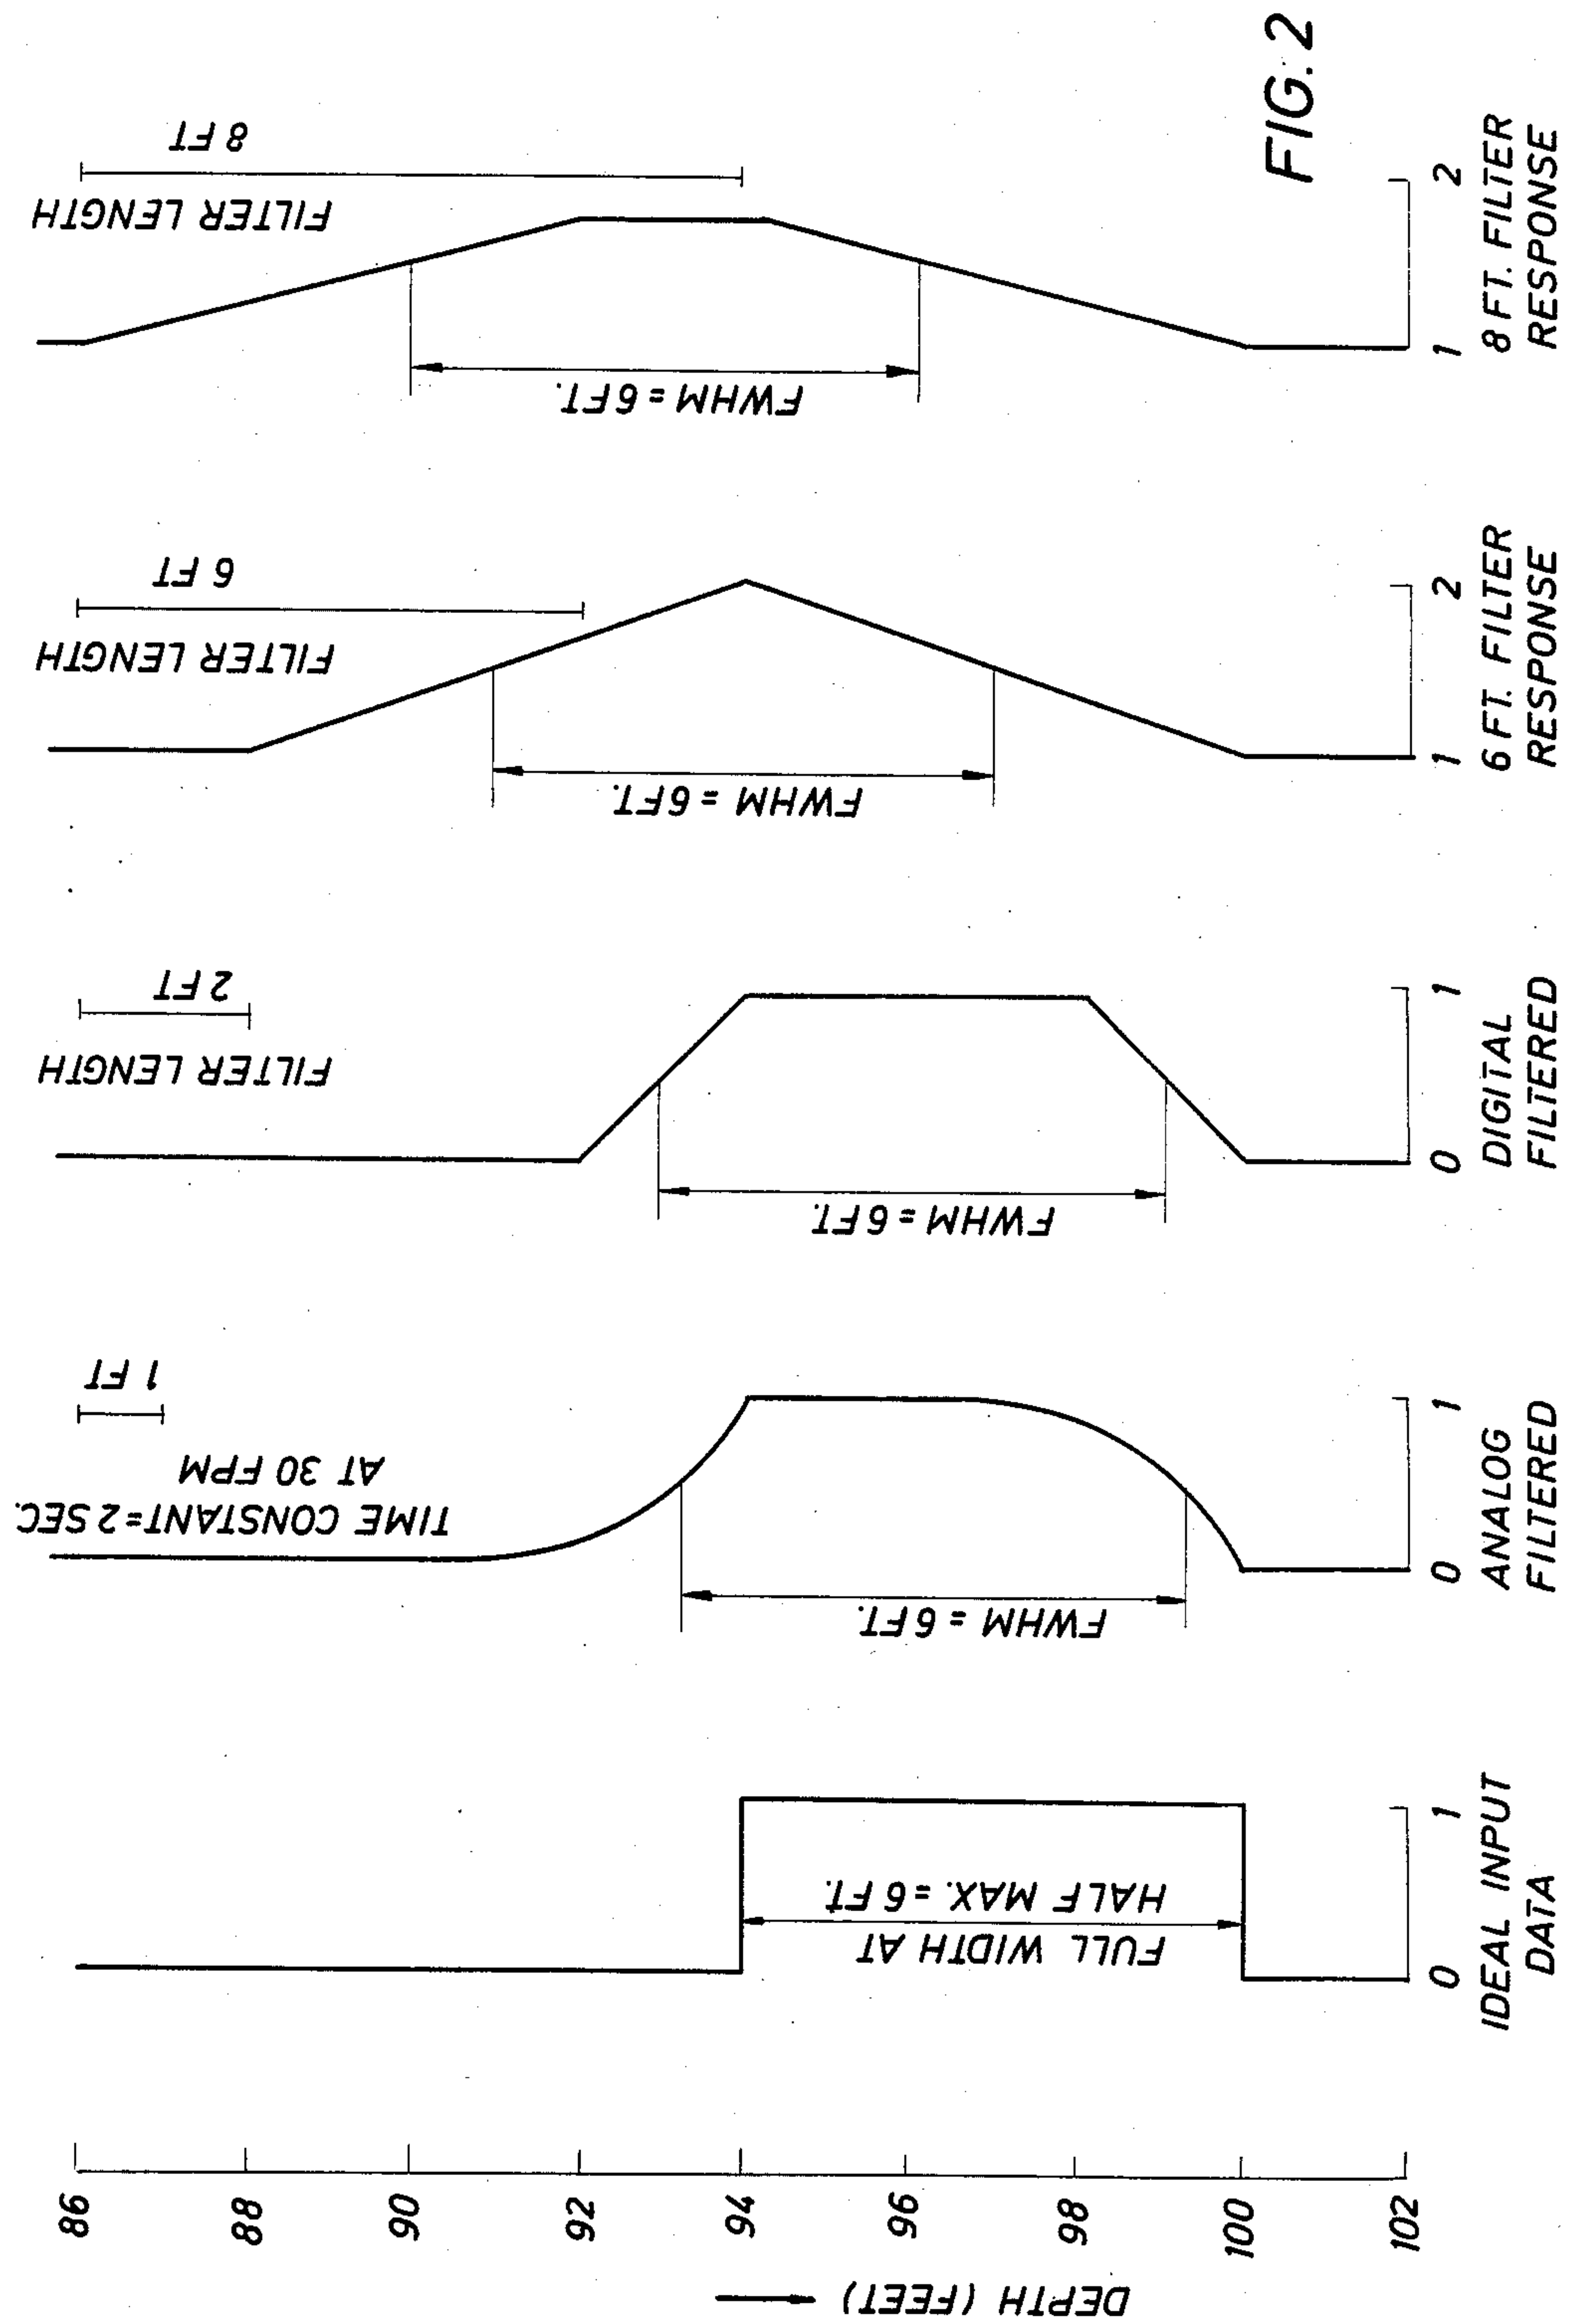 FIG. 2
DEPTH (FEET)
86
88
90
92
94
96
98
100
102
FULL WIDTH AT
HALF MAX. = 6 FT.
0
1
IDEAL INPUT
DATA
TIME CONSTANT=2 SEC.
AT 30 FPM
1 FT
FWHM = 6 FT.
0
1
ANALOG
FILTERED
FILTER LENGTH
2 FT
FWHM = 6 FT.
0
1
DIGITAL
FILTERED
FILTER LENGTH
6 FT
FWHM = 6 FT.
1
2
6 FT. FILTER
RESPONSE
FILTER LENGTH
8 FT
FWHM = 6 FT.
1
2
8 FT. FILTER
RESPONSE